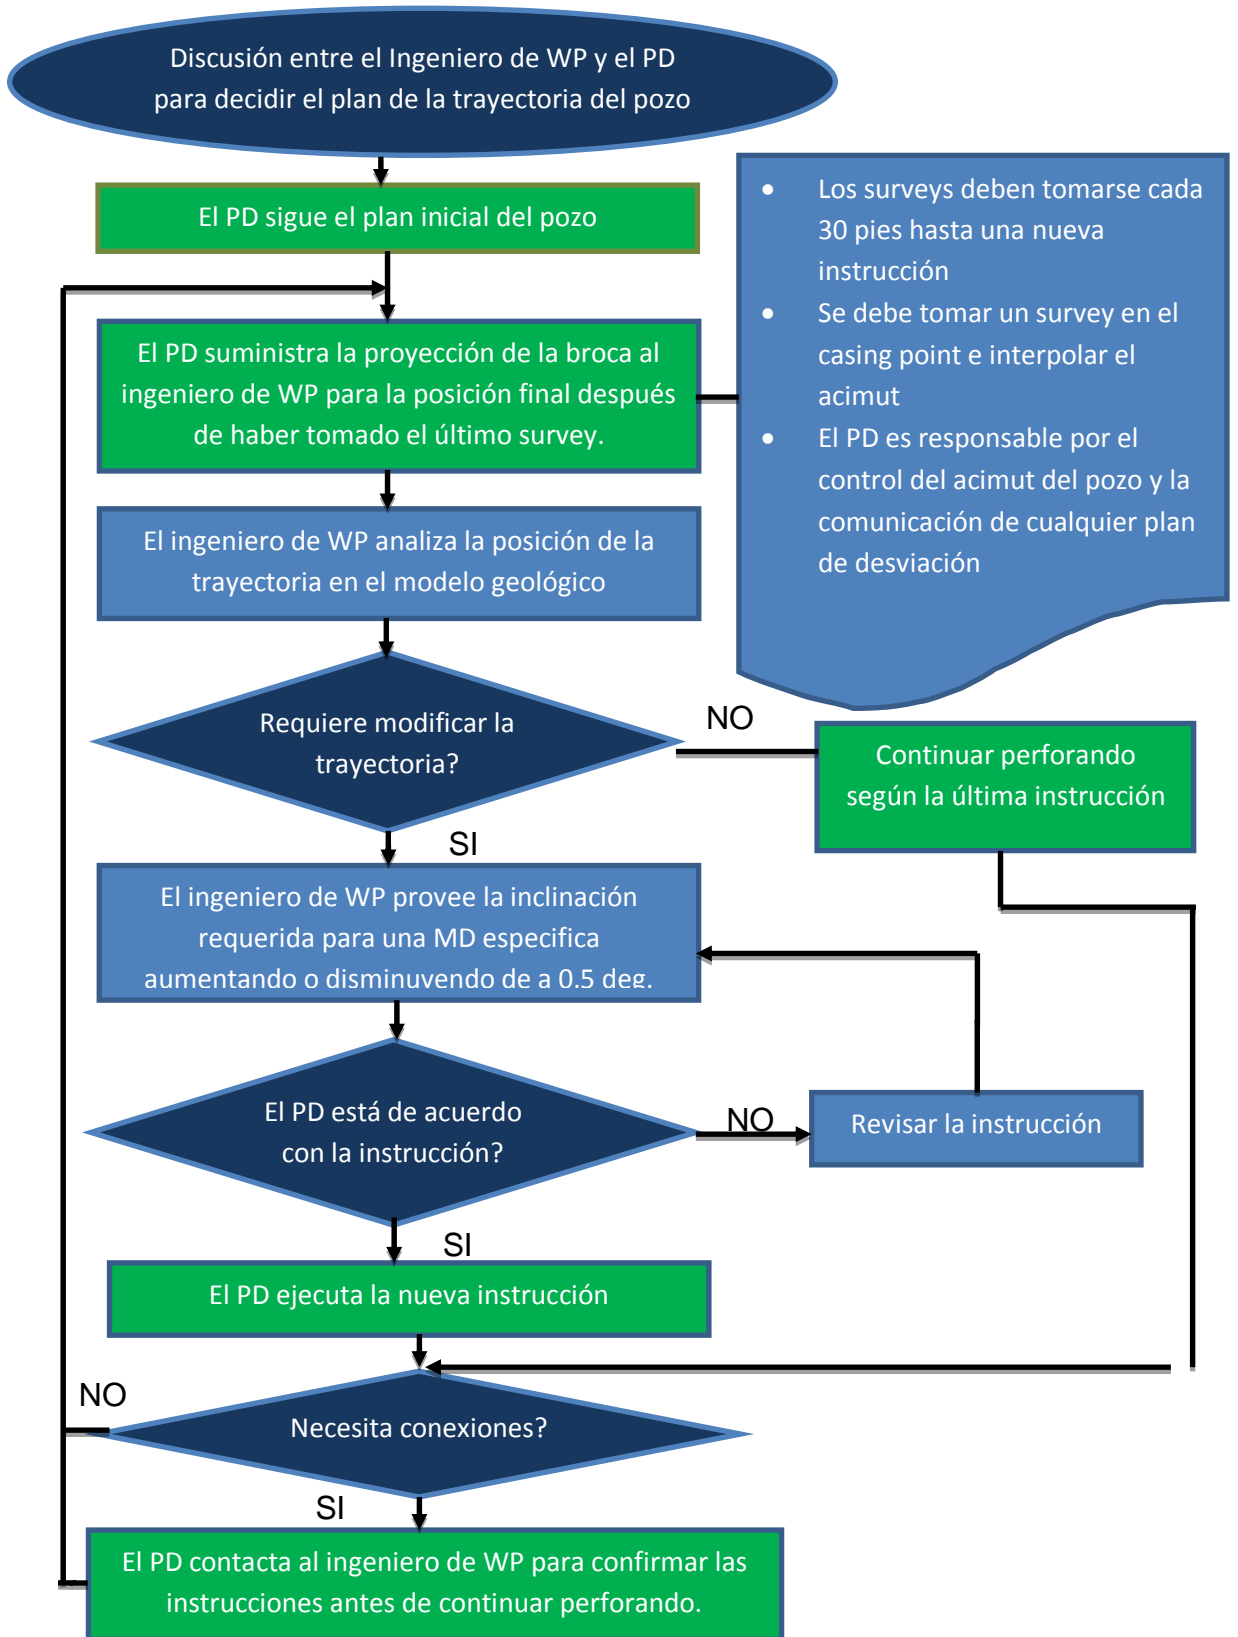 Discusión entre el Ingeniero de WP y el PD
para decidir el plan de la trayectoria del pozo
El PD sigue el plan inicial del pozo
• Los surveys deben tomarse cada
30 pies hasta una nueva
instrucción
• Se debe tomar un survey en el
casing point e interpolar el
acimut
• El PD es responsable por el
control del acimut del pozo y la
comunicación de cualquier plan
de desviación
El PD suministra la proyección de la broca al
ingeniero de WP para la posición final después
de haber tomado el último survey.
El ingeniero de WP analiza la posición de la
trayectoria en el modelo geológico
Requiere modificar la
trayectoria?
NO
Continuar perforando
según la última instrucción
SI
El ingeniero de WP provee la inclinación
requerida para una MD especifica
aumentando o disminuyendo de a 0.5 deg.
El PD está de acuerdo
con la instrucción?
NO
Revisar la instrucción
SI
El PD ejecuta la nueva instrucción
NO
Necesita conexiones?
SI
El PD contacta al ingeniero de WP para confirmar las
instrucciones antes de continuar perforando.